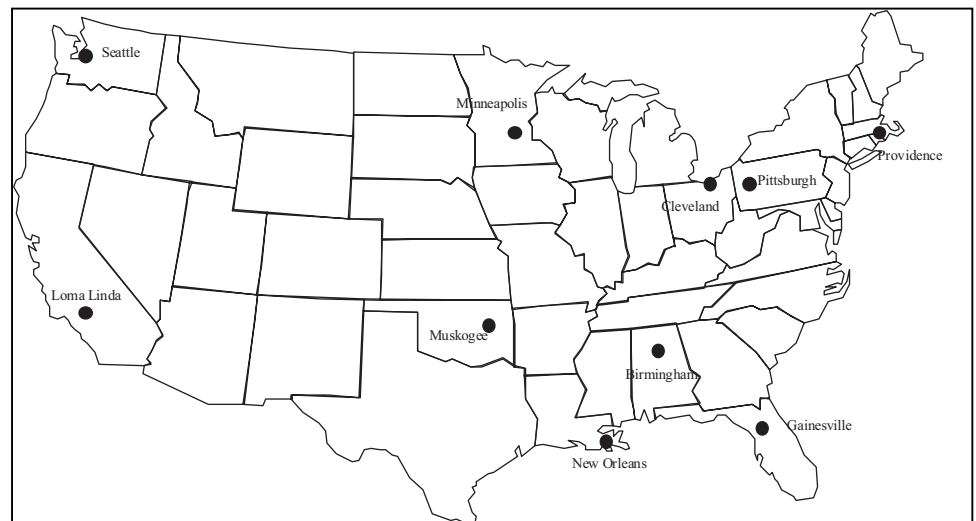 Seattle
Minneapolis
Providence
Pittsburgh
Cleveland
Loma Linda
Muskogee
Birmingham
Gainesville
New Orleans